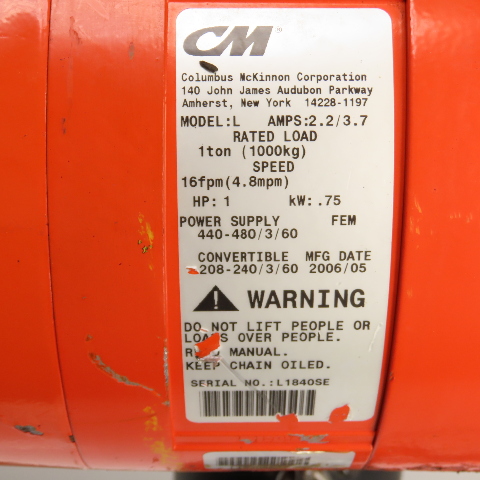 CM®
Columbus McKinnon Corporation
140 John James Audubon Parkway
Amherst, New York 14228-1197
MODEL:L AMPS:2.2/3.7
RATED LOAD
1ton (1000kg)
SPEED
16fpm(4.8mpm)
HP: 1 kW: .75
POWER SUPPLY FEM
440-480/3/60
CONVERTIBLE MFG DATE
208-240/3/60 2006/05
WARNING
DO NOT LIFT PEOPLE OR
LOADS OVER PEOPLE.
READ MANUAL.
KEEP CHAIN OILED.
SERIAL NO.:L1840SE